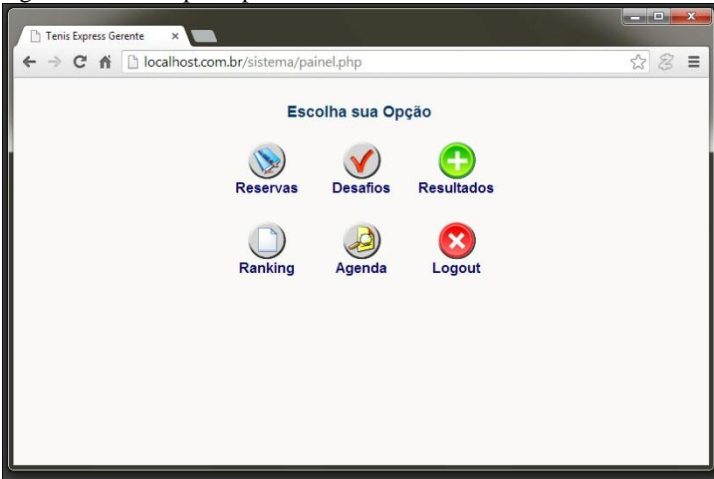 Tenis Express Gerente
localhost.com.br/sistema/painel.php
Escolha sua Opção
Reservas Desafios Resultados
Ranking Agenda Logout